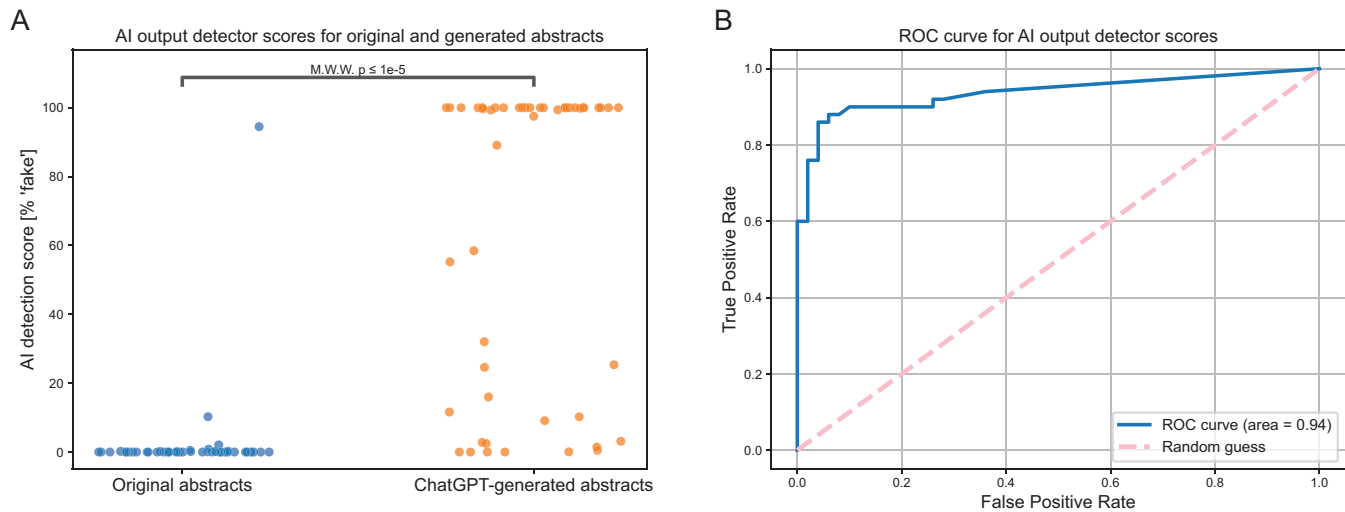 A
AI output detector scores for original and generated abstracts
M.W.W. p ≤ 1e-5
AI detection score [% 'fake']
100
80
60
40
20
0
Original abstracts
ChatGPT-generated abstracts
B
ROC curve for AI output detector scores
True Positive Rate
1.0
0.8
0.6
0.4
0.2
0.0
ROC curve (area = 0.94)
Random guess
0.0
0.2
0.4
0.6
0.8
1.0
False Positive Rate